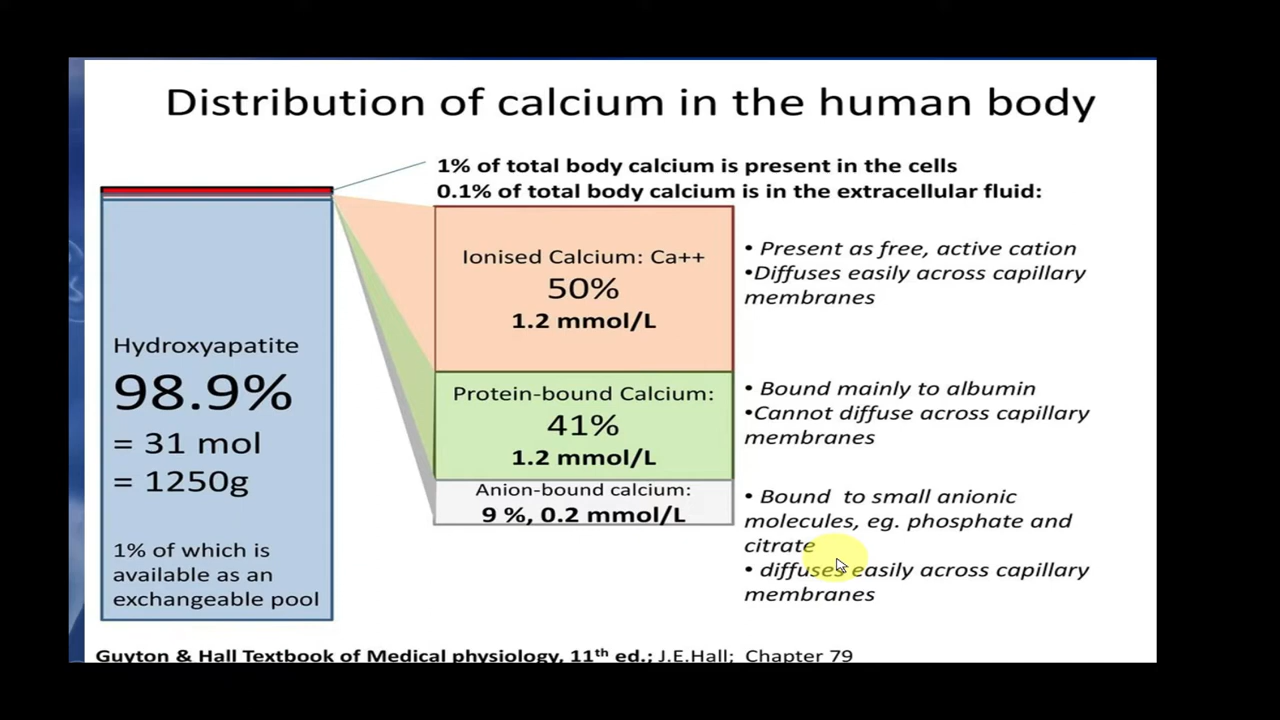 Distribution of calcium in the human body
1% of total body calcium is present in the cells
0.1% of total body calcium is in the extracellular fluid:
Hydroxyapatite
98.9%
= 31 mol
= 1250g
1% of which is
available as an
exchangeable pool
Ionised Calcium: Ca++
50%
1.2 mmol/L
• Present as free, active cation
•Diffuses easily across capillary
membranes
Protein-bound Calcium:
41%
1.2 mmol/L
• Bound mainly to albumin
•Cannot diffuse across capillary
membranes
Anion-bound calcium:
9 %, 0.2 mmol/L
• Bound  to small anionic
molecules, eg. phosphate and
citrate
• diffuses easily across capillary
membranes
Guyton & Hall Textbook of Medical physiology, 11th ed.; J.E.Hall;  Chapter 79